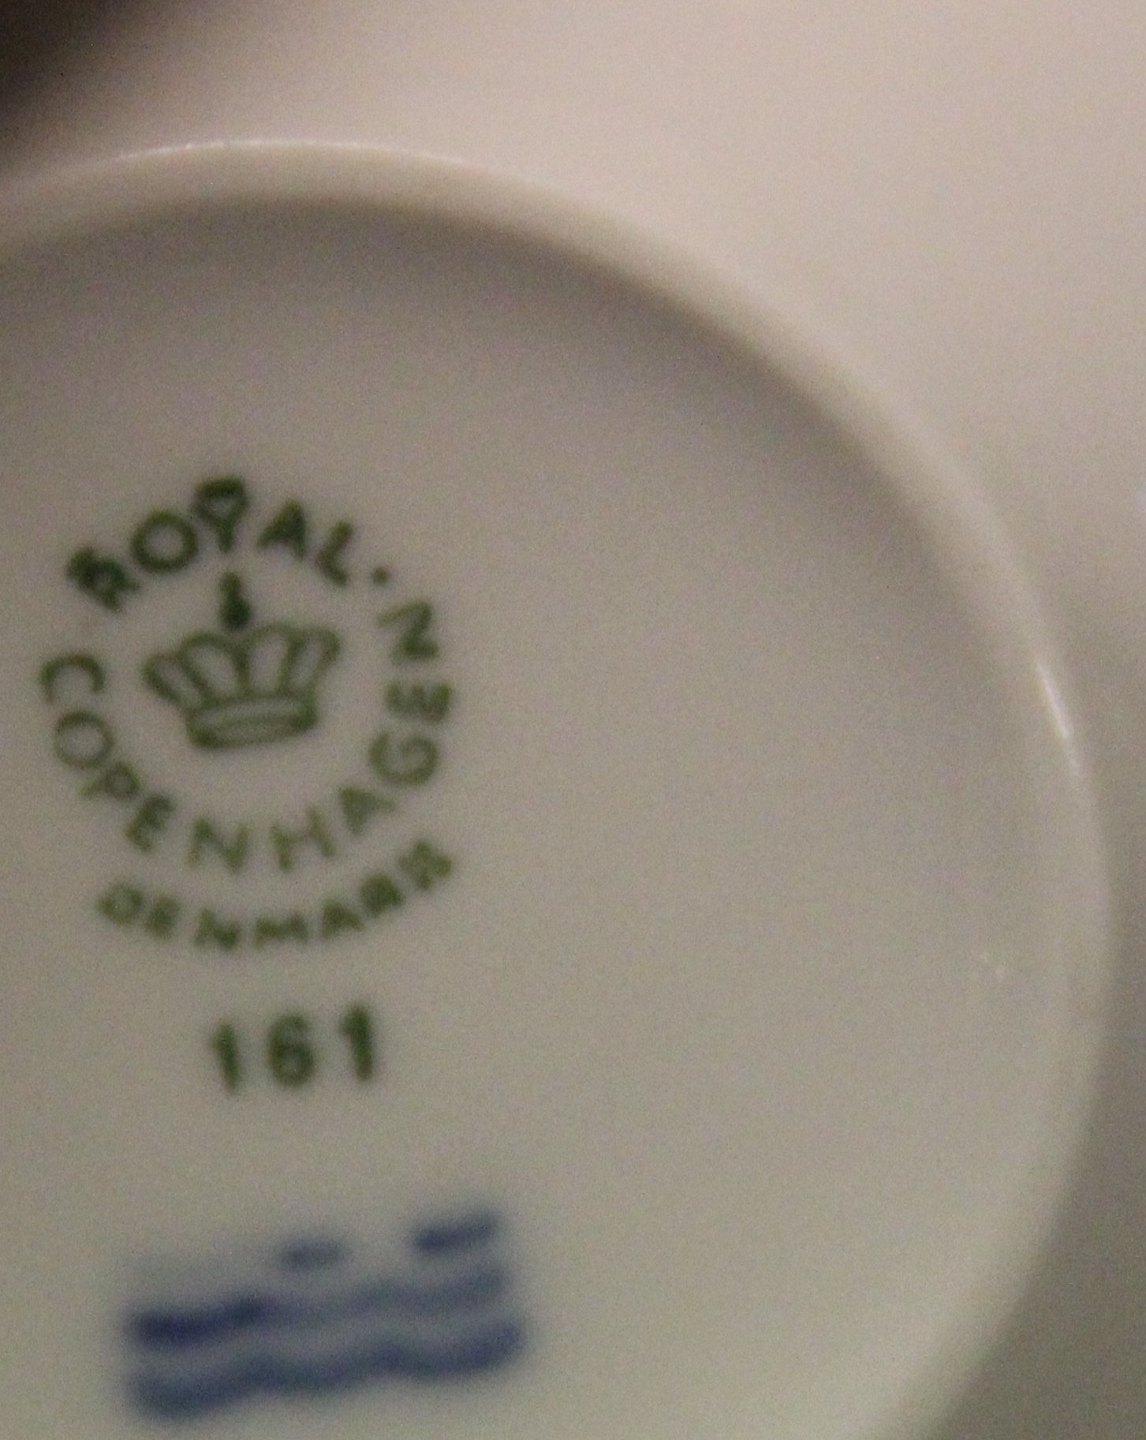 ROYAL·
COPENHAGEN
DENMARK
161